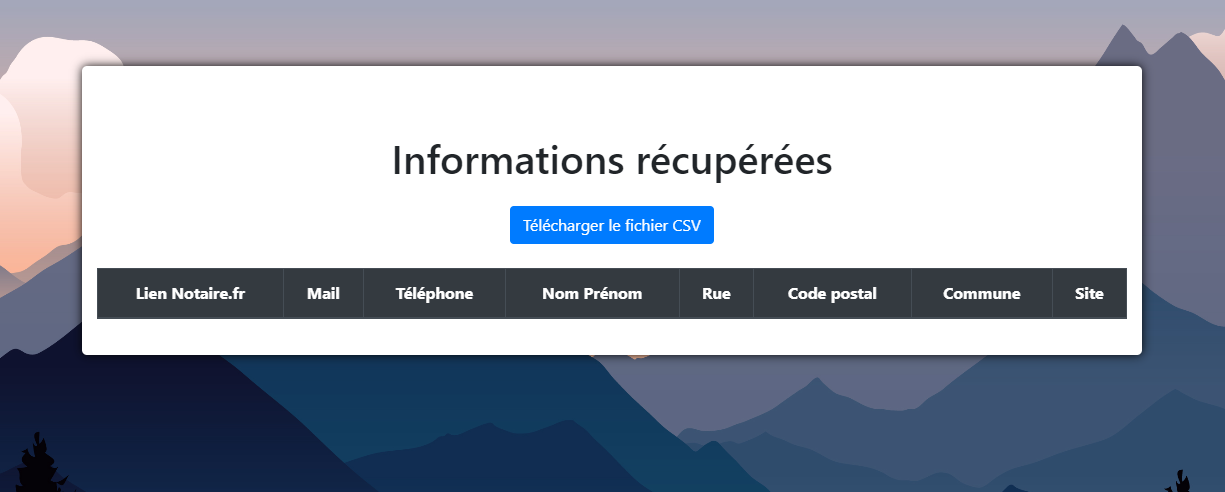 Informations récupérées
Télécharger le fichier CSV
Lien Notaire.fr Mail Téléphone Nom Prénom Rue Code postal Commune Site